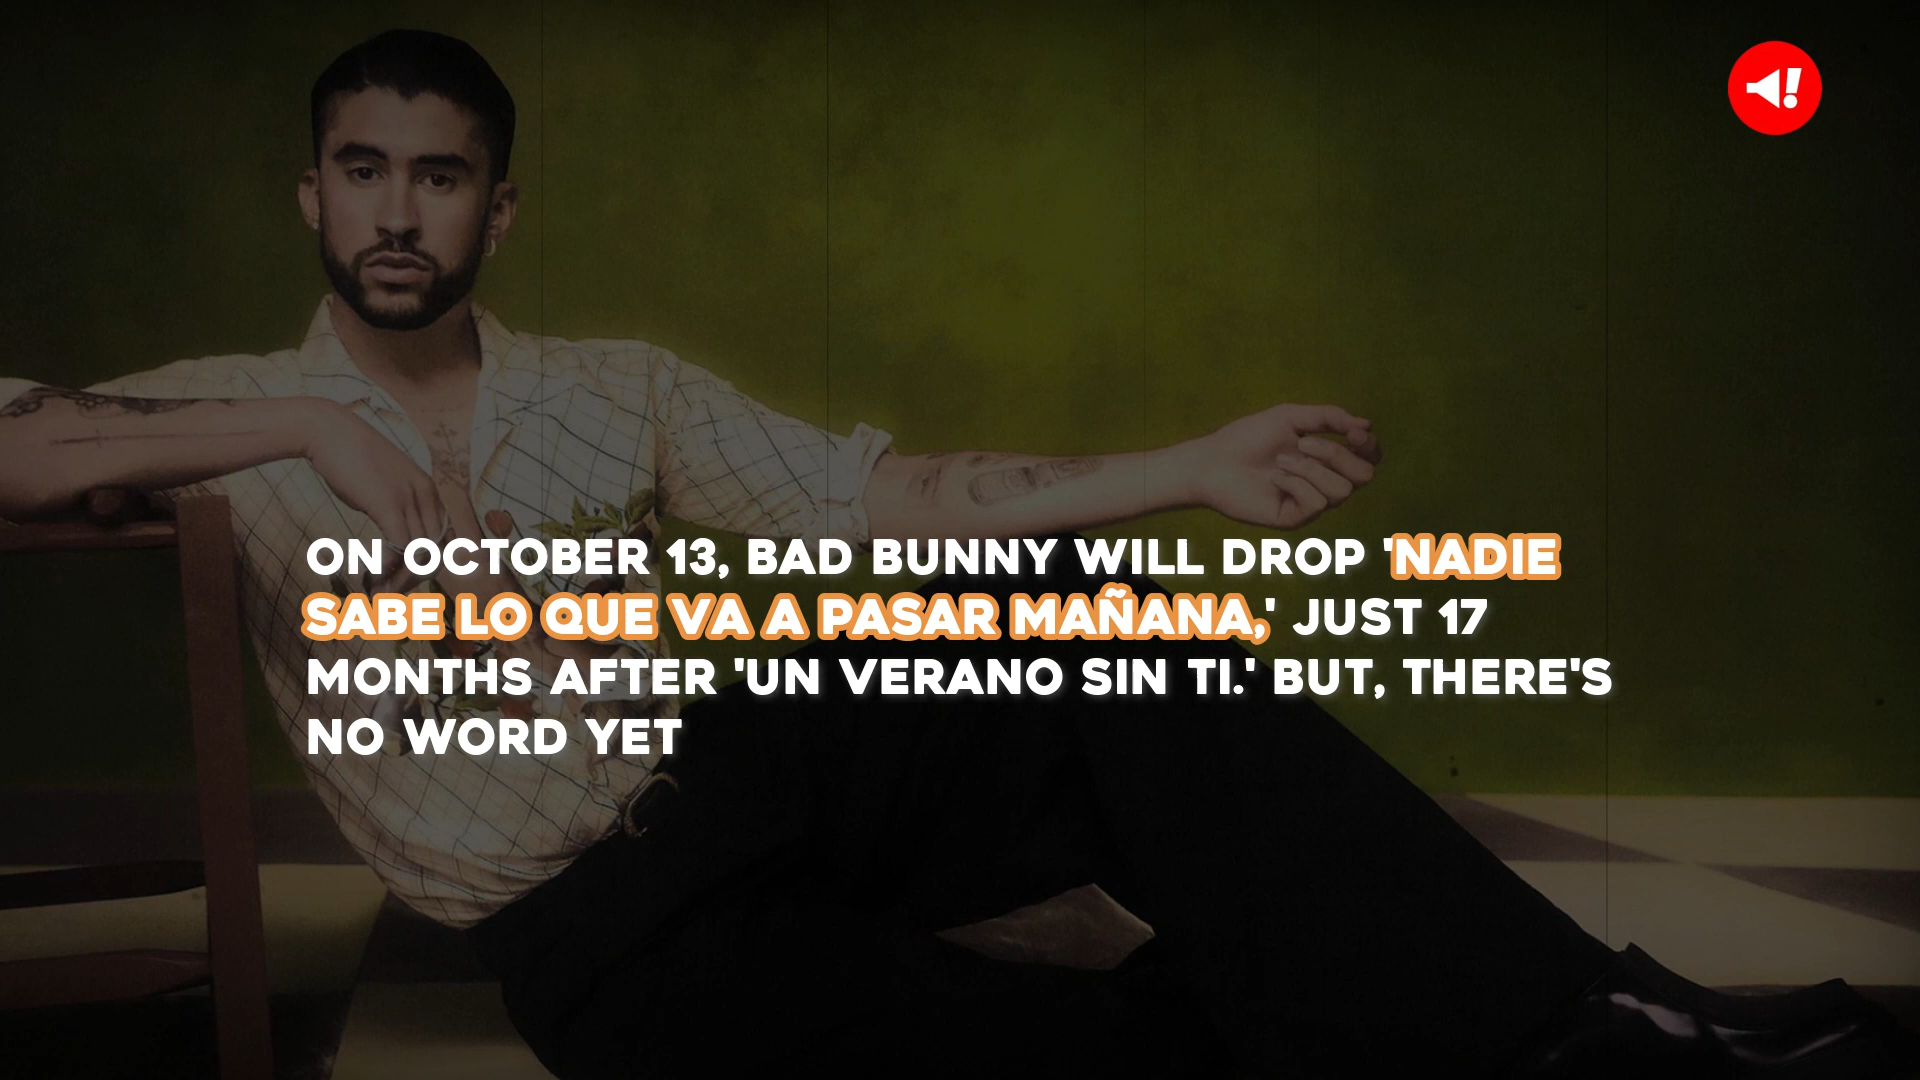 ON OCTOBER 13, BAD BUNNY WILL DROP 'NADIE
SABE LO QUE VA A PASAR MAÑANA,' JUST 17
MONTHS AFTER 'UN VERANO SIN TI.' BUT, THERE'S
NO WORD YET